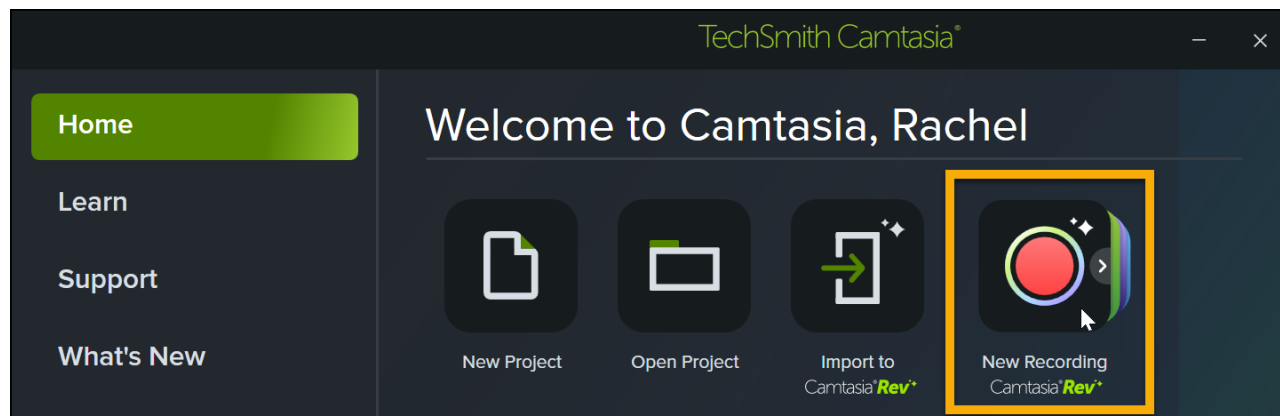 TechSmith Camtasia®
Home
Learn
Support
What's New
Welcome to Camtasia, Rachel
New Project
Open Project
Import to
Camtasia®Rev
New Recording
Camtasia®Rev